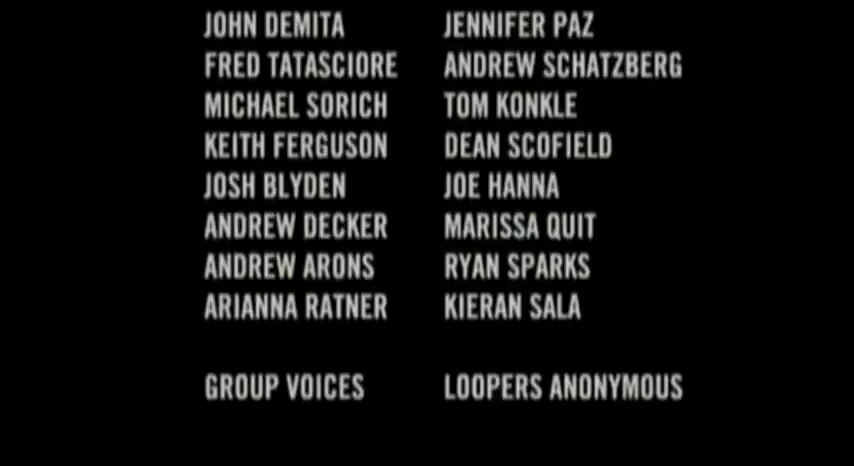 JOHN DEMITA JENNIFER PAZ
FRED TATASCIORE ANDREW SCHATZBERG
MICHAEL SORICH TOM KONKLE
KEITH FERGUSON DEAN SCOFIELD
JOSH BLYDEN JOE HANNA
ANDREW DECKER MARISSA QUIT
ANDREW ARONS RYAN SPARKS
ARIANNA RATNER KIERAN SALA
GROUP VOICES LOOPERS ANONYMOUS